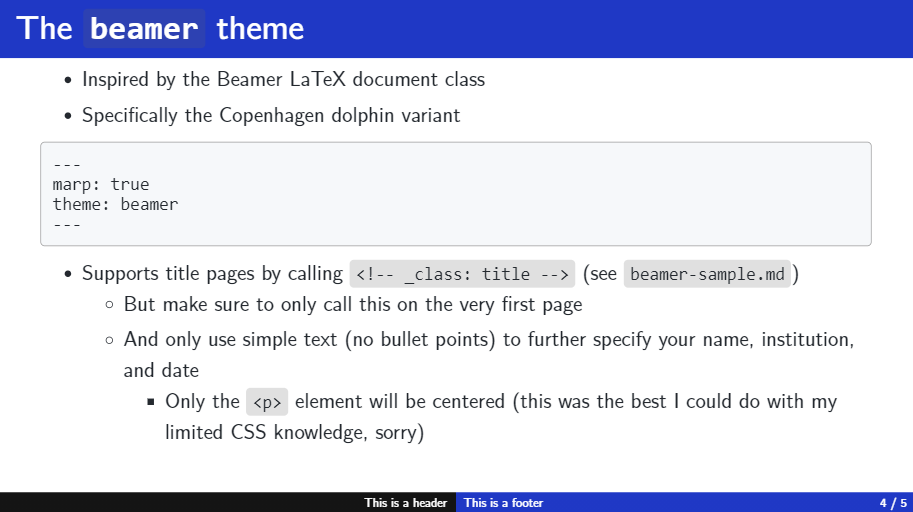 The beamer theme
• Inspired by the Beamer LaTeX document class
• Specifically the Copenhagen dolphin variant
---
marp: true
theme: beamer
---
• Supports title pages by calling <!-- _class: title --> (see beamer-sample.md)
◦ But make sure to only call this on the very first page
◦ And only use simple text (no bullet points) to further specify your name, institution,
and date
▪ Only the <p> element will be centered (this was the best I could do with my
limited CSS knowledge, sorry)
This is a header This is a footer 4 / 5